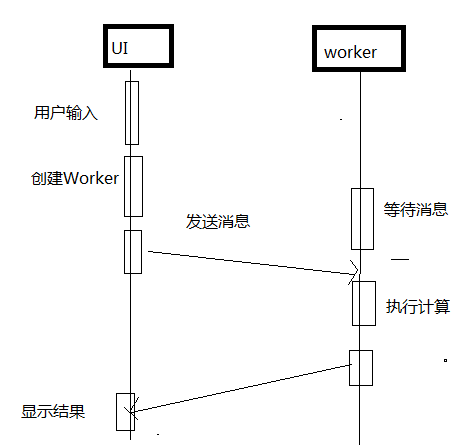 UI
worker
用户输入
创建Worker
等待消息
发送消息
执行计算
显示结果